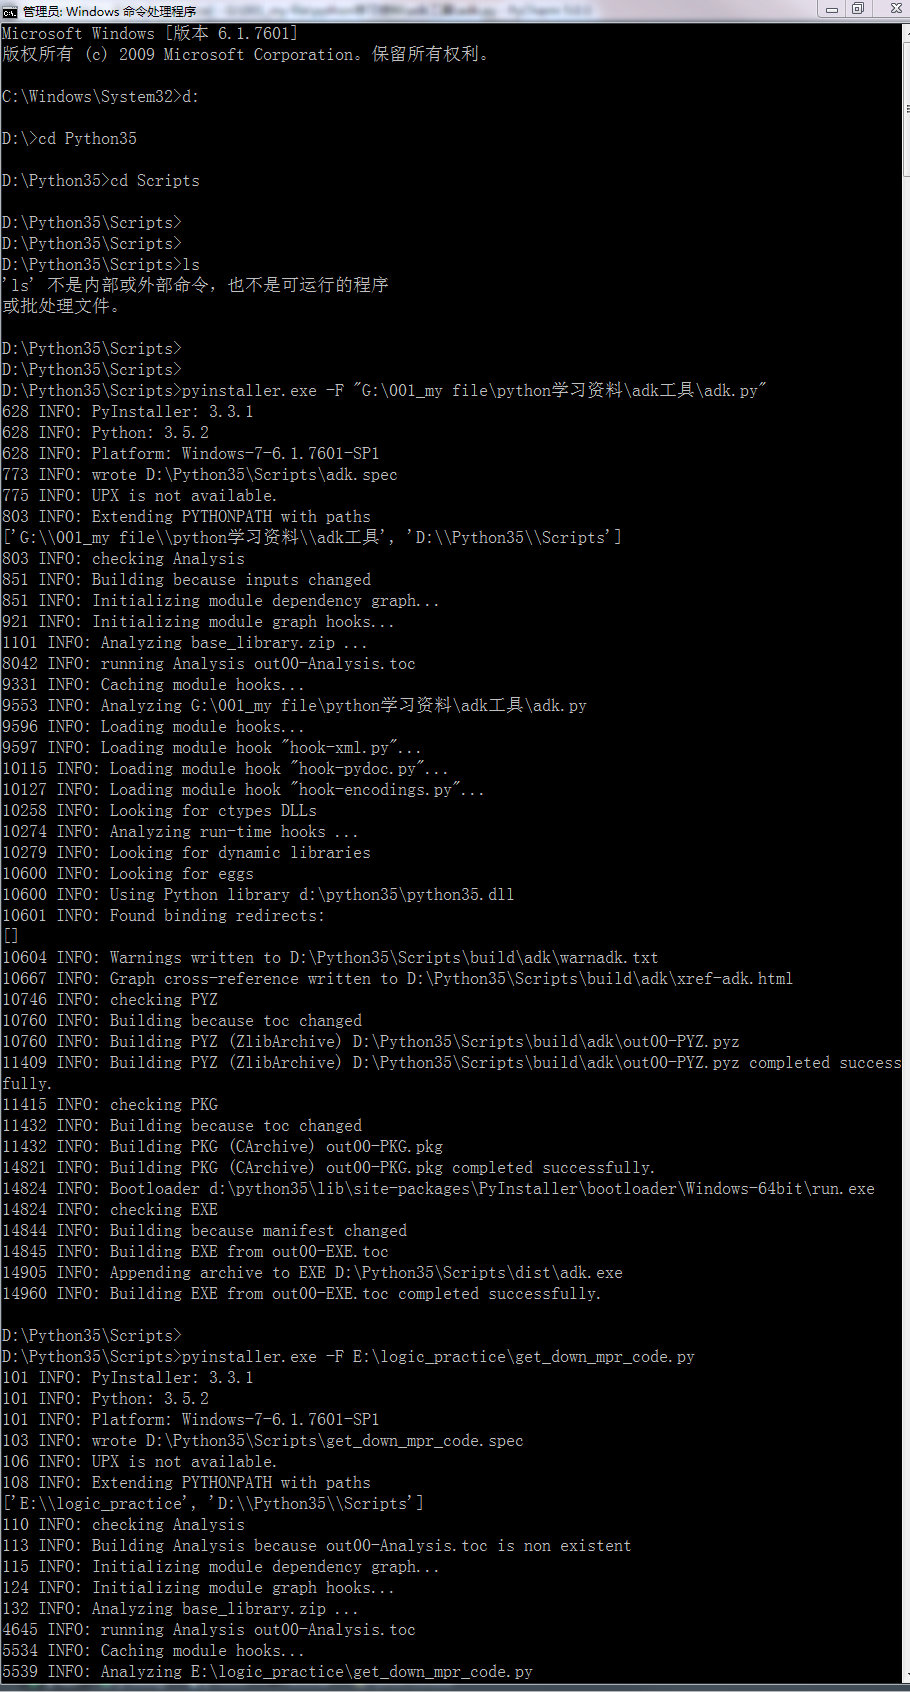 管理员: Windows 命令处理程序
Microsoft Windows [版本 6.1.7601]
版权所有 (c) 2009 Microsoft Corporation。保留所有权利。
C:\Windows\System32>d:
D:\>cd Python35
D:\Python35>cd Scripts
D:\Python35\Scripts>
D:\Python35\Scripts>
D:\Python35\Scripts>ls
'ls' 不是内部或外部命令，也不是可运行的程序
或批处理文件。
D:\Python35\Scripts>
D:\Python35\Scripts>
D:\Python35\Scripts>pyinstaller.exe -F "G:\001_my file\python学习资料\adk工具\adk.py"
628 INFO: PyInstaller: 3.3.1
628 INFO: Python: 3.5.2
628 INFO: Platform: Windows-7-6.1.7601-SP1
773 INFO: wrote D:\Python35\Scripts\adk.spec
775 INFO: UPX is not available.
803 INFO: Extending PYTHONPATH with paths
['G:\\001_my file\\python学习资料\\adk工具', 'D:\\Python35\\Scripts']
803 INFO: checking Analysis
851 INFO: Building because inputs changed
851 INFO: Initializing module dependency graph...
921 INFO: Initializing module graph hooks...
1101 INFO: Analyzing base_library.zip ...
8042 INFO: running Analysis out00-Analysis.toc
9331 INFO: Caching module hooks...
9553 INFO: Analyzing G:\001_my file\python学习资料\adk工具\adk.py
9596 INFO: Loading module hooks...
9597 INFO: Loading module hook "hook-xml.py"...
10115 INFO: Loading module hook "hook-pydoc.py"...
10127 INFO: Loading module hook "hook-encodings.py"...
10258 INFO: Looking for ctypes DLLs
10274 INFO: Analyzing run-time hooks ...
10279 INFO: Looking for dynamic libraries
10600 INFO: Looking for eggs
10600 INFO: Using Python library d:\python35\python35.dll
10601 INFO: Found binding redirects:
[]
10604 INFO: Warnings written to D:\Python35\Scripts\build\adk\warnadk.txt
10667 INFO: Graph cross-reference written to D:\Python35\Scripts\build\adk\xref-adk.html
10746 INFO: checking PYZ
10760 INFO: Building because toc changed
10760 INFO: Building PYZ (ZlibArchive) D:\Python35\Scripts\build\adk\out00-PYZ.pyz
11409 INFO: Building PYZ (ZlibArchive) D:\Python35\Scripts\build\adk\out00-PYZ.pyz completed success
fully.
11415 INFO: checking PKG
11432 INFO: Building because toc changed
11432 INFO: Building PKG (CArchive) out00-PKG.pkg
14821 INFO: Building PKG (CArchive) out00-PKG.pkg completed successfully.
14824 INFO: Bootloader d:\python35\lib\site-packages\PyInstaller\bootloader\Windows-64bit\run.exe
14824 INFO: checking EXE
14844 INFO: Building because manifest changed
14845 INFO: Building EXE from out00-EXE.toc
14905 INFO: Appending archive to EXE D:\Python35\Scripts\dist\adk.exe
14960 INFO: Building EXE from out00-EXE.toc completed successfully.
D:\Python35\Scripts>
D:\Python35\Scripts>pyinstaller.exe -F E:\logic_practice\get_down_mpr_code.py
101 INFO: PyInstaller: 3.3.1
101 INFO: Python: 3.5.2
101 INFO: Platform: Windows-7-6.1.7601-SP1
103 INFO: wrote D:\Python35\Scripts\get_down_mpr_code.spec
106 INFO: UPX is not available.
108 INFO: Extending PYTHONPATH with paths
['E:\\logic_practice', 'D:\\Python35\\Scripts']
110 INFO: checking Analysis
113 INFO: Building Analysis because out00-Analysis.toc is non existent
115 INFO: Initializing module dependency graph...
124 INFO: Initializing module graph hooks...
132 INFO: Analyzing base_library.zip ...
4645 INFO: running Analysis out00-Analysis.toc
5534 INFO: Caching module hooks...
5539 INFO: Analyzing E:\logic_practice\get_down_mpr_code.py